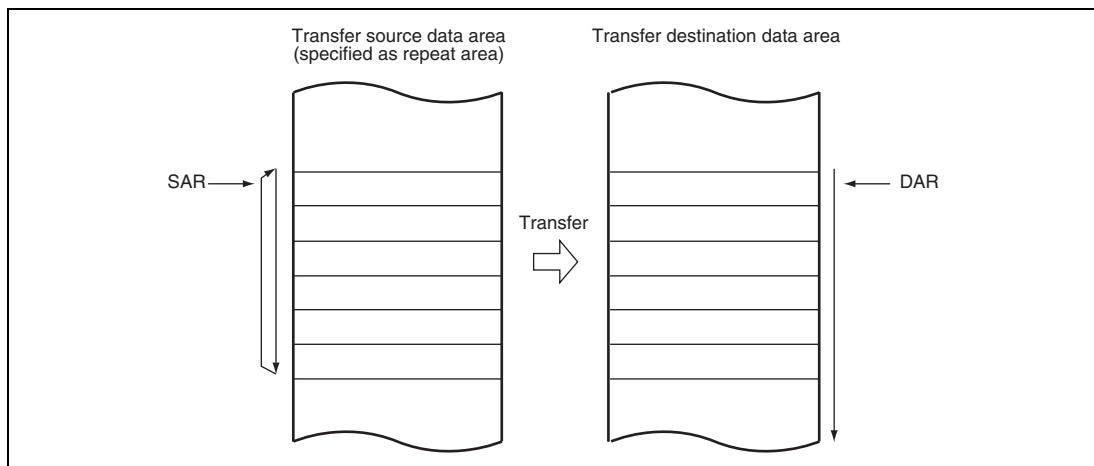 Transfer source data area
(specified as repeat area)
Transfer destination data area
SAR
Transfer
DAR